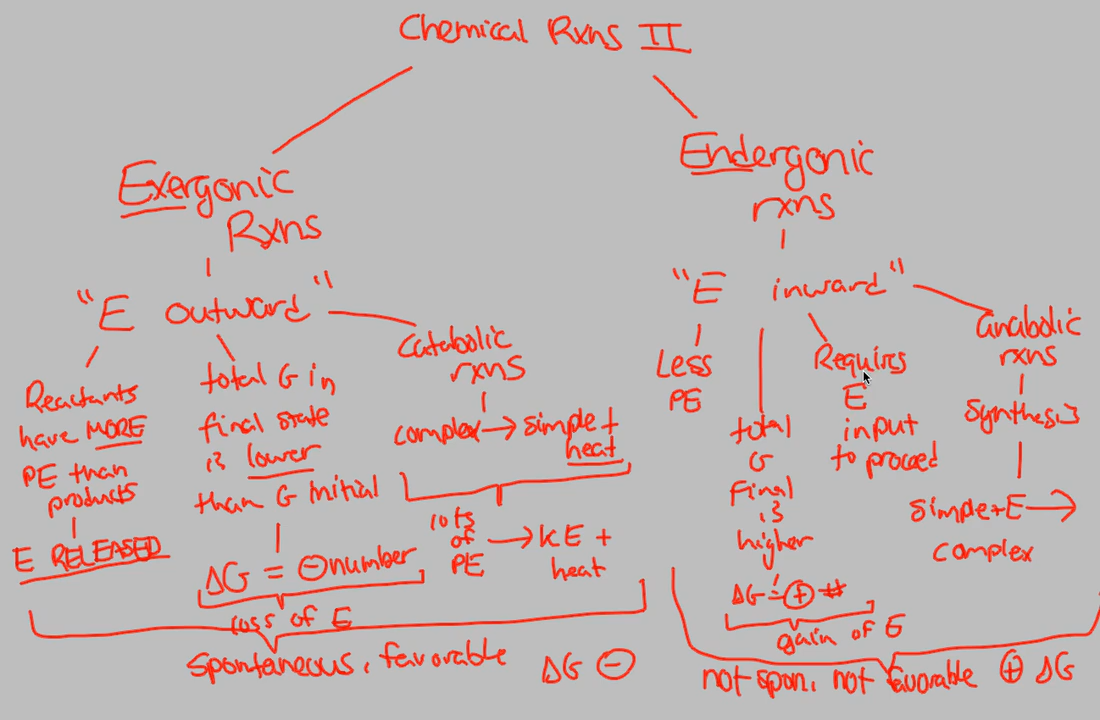 Chemical Rxns II
Exergonic
Rxns
"E outward"
Reactants
have MORE
PE than
products
E RELEASED
total G in
final state
is lower
than G initial
ΔG = ⊖number
loss of E
Catabolic
rxns
complex → simple +
heat
lots
of
PE
→ KE +
heat
Spontaneous, favorable ΔG ⊖
Endergonic
rxns
"E inward"
Less
PE
total
G
Final
is
higher
ΔG = ⊕ #
gain of E
Requires
E
input
to proceed
anabolic
rxns
Synthesis
simple+E →
complex
not spon, not favorable ⊕ ΔG